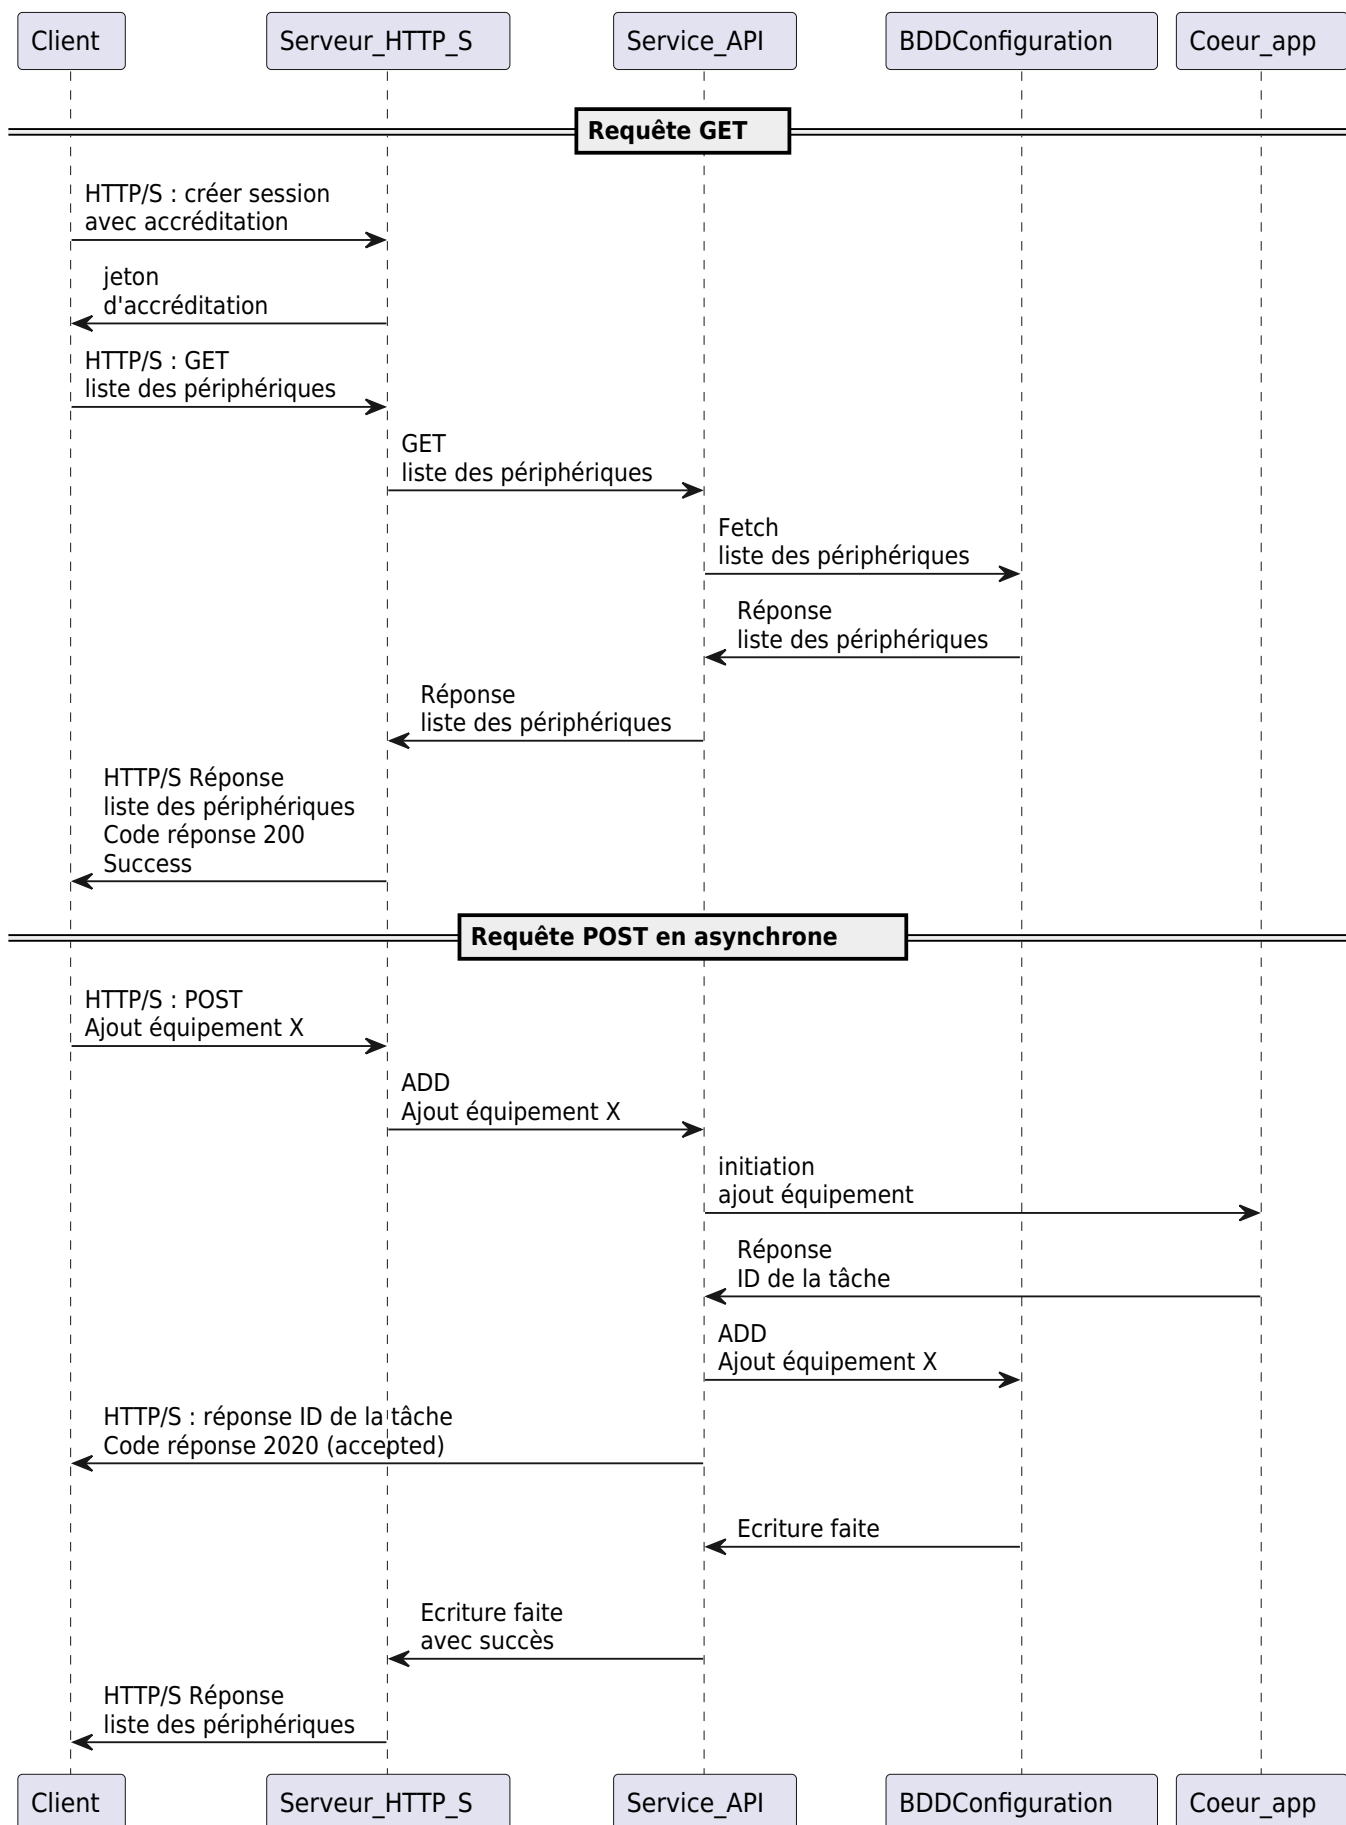 Client
Serveur_HTTP_S
Service_API
BDDConfiguration
Coeur_app
Requête GET
HTTP/S : créer session
avec accréditation
jeton
d'accréditation
HTTP/S : GET
liste des périphériques
GET
liste des périphériques
Fetch
liste des périphériques
Réponse
liste des périphériques
Réponse
liste des périphériques
HTTP/S Réponse
liste des périphériques
Code réponse 200
Success
Requête POST en asynchrone
HTTP/S : POST
Ajout équipement X
ADD
Ajout équipement X
initiation
ajout équipement
Réponse
ID de la tâche
ADD
Ajout équipement X
HTTP/S : réponse ID de la tâche
Code réponse 2020 (accepted)
Ecriture faite
Ecriture faite
avec succès
HTTP/S Réponse
liste des périphériques
Client
Serveur_HTTP_S
Service_API
BDDConfiguration
Coeur_app